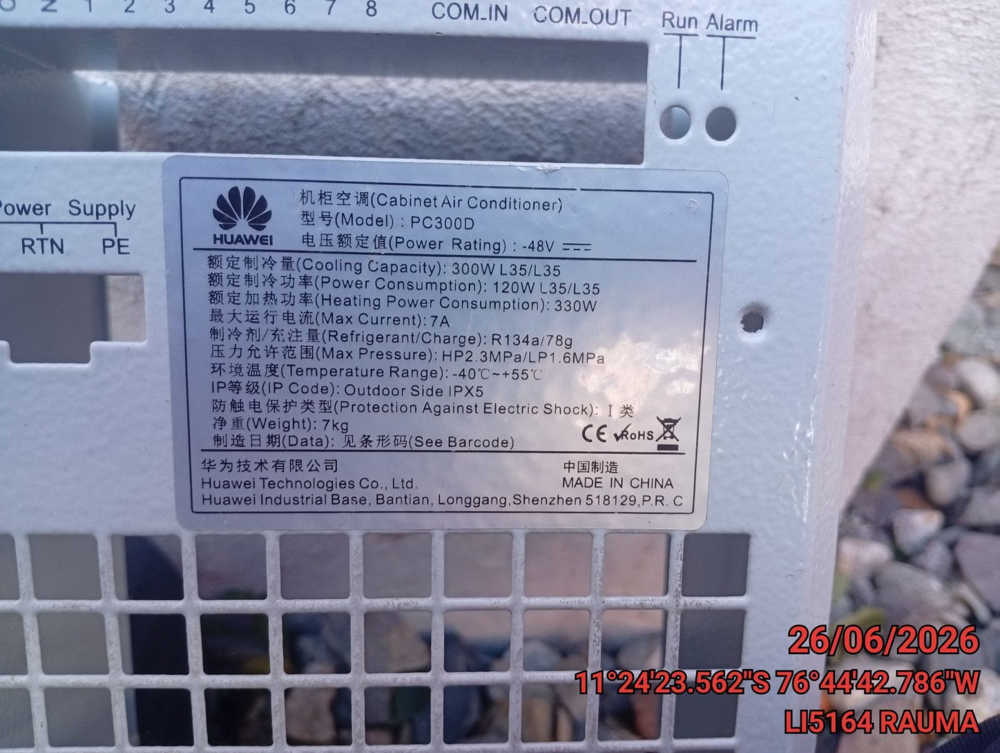 1 2 3 4 5 6 7 8 COM_IN COM_OUT Run Alarm
Power Supply
RTN PE
HUAWEI
机柜空调(Cabinet Air Conditioner)
型号(Model) : PC300D
电压额定值(Power Rating) : -48V
额定制冷量(Cooling Capacity): 300W L35/L35
额定制冷功率(Power Consumption): 120W L35/L35
额定加热功率(Heating Power Consumption): 330W
最大运行电流(Max Current): 7A
制冷剂/充注量(Refrigerant/Charge): R134a/78g
压力允许范围(Max Pressure): HP2.3MPa/LP1.6MPa
环境温度(Temperature Range): -40℃~+55℃
IP等级(IP Code): Outdoor Side IPX5
防触电保护类型(Protection Against Electric Shock): I 类
净重(Weight): 7kg
制造日期(Data): 见条形码(See Barcode)
CE RoHS
华为技术有限公司
中国制造
Huawei Technologies Co., Ltd.
MADE IN CHINA
Huawei Industrial Base, Bantian, Longgang,Shenzhen 518129,P.R. C
26/06/2026
11°24'23.562"S 76°44'42.786"W
LI5164 RAUMA